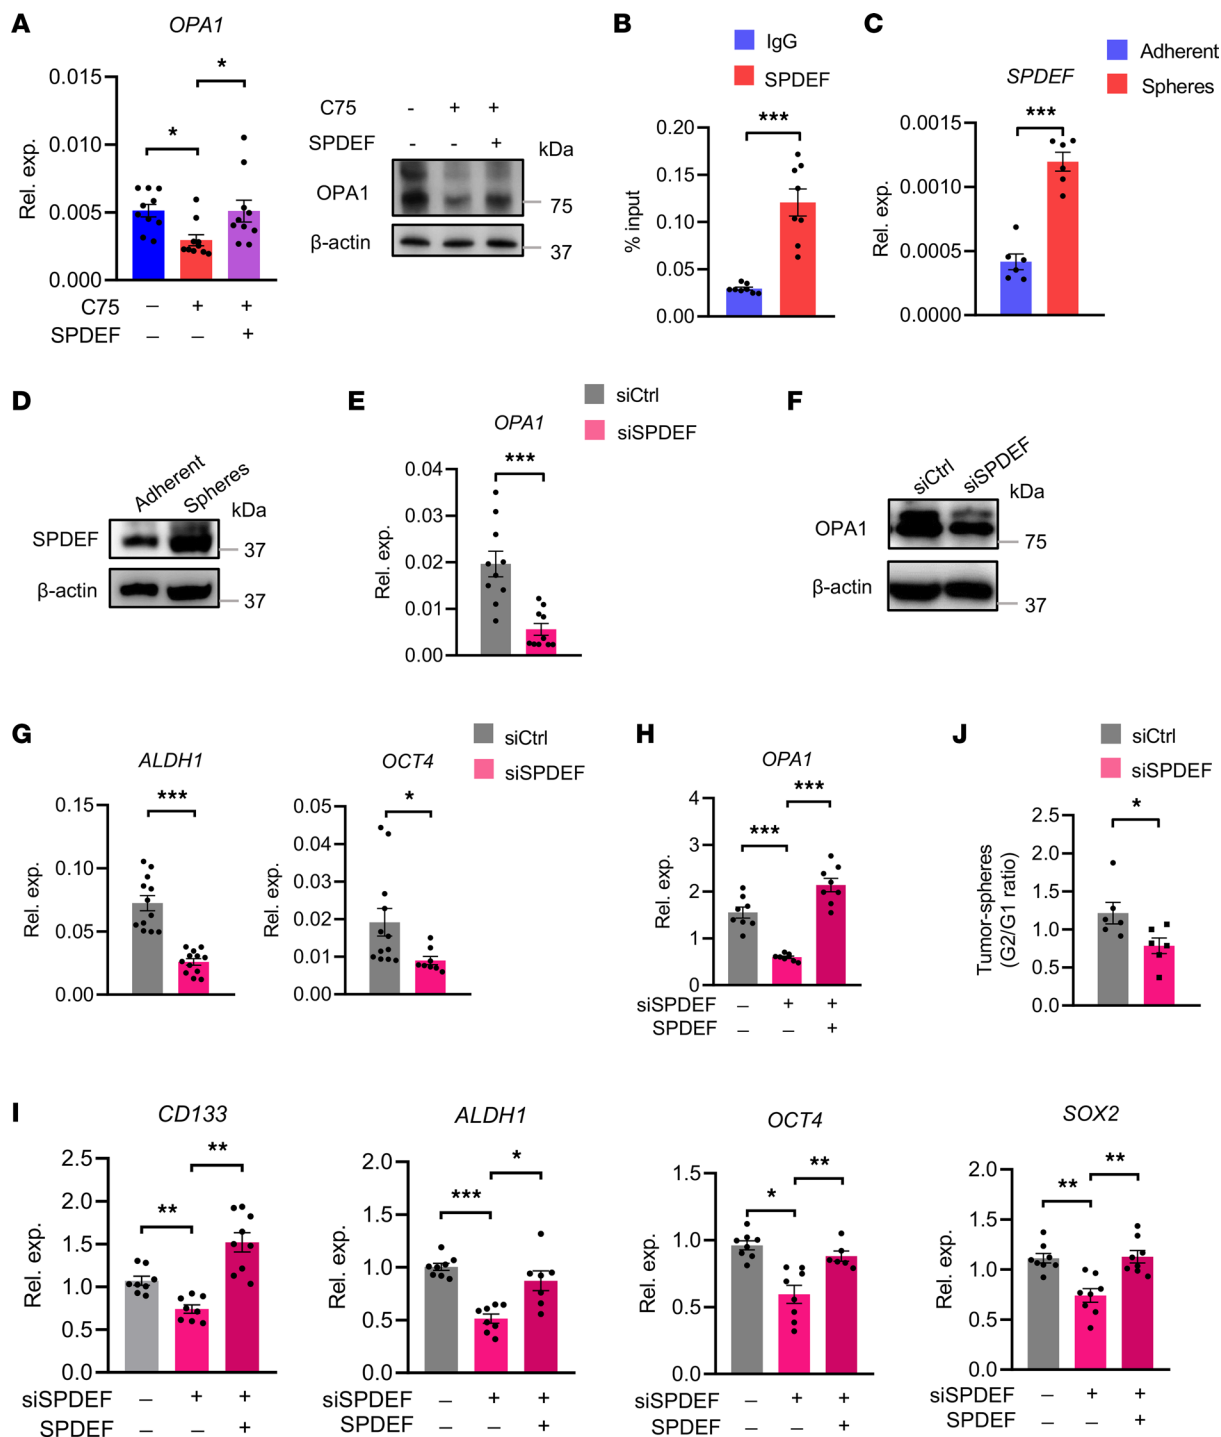 A
OPA1
Rel. exp.
0.015
0.010
0.005
0.000
*
*
C75 – + +
SPDEF – – +
C75 - + +
SPDEF - - +
kDa
OPA1
75
β-actin
37
B
IgG
SPDEF
% input
***
0.20
0.15
0.10
0.05
0.00
C
Adherent
Spheres
SPDEF
Rel. exp.
***
0.0015
0.0010
0.0005
0.0000
D
Adherent
Spheres
kDa
SPDEF
37
β-actin
37
E
siCtrl
siSPDEF
OPA1
Rel. exp.
***
0.04
0.03
0.02
0.01
0.00
F
siCtrl
siSPDEF
kDa
OPA1
75
β-actin
37
G
siCtrl
siSPDEF
ALDH1
Rel. exp.
***
0.15
0.10
0.05
0.00
OCT4
Rel. exp.
*
0.05
0.04
0.03
0.02
0.01
0.00
H
OPA1
Rel. exp.
***
***
4
3
2
1
0
siSPDEF – + +
SPDEF – – +
J
siCtrl
siSPDEF
Tumor-spheres
(G2/G1 ratio)
*
2.5
2.0
1.5
1.0
0.5
0.0
I
CD133
Rel. exp.
**
**
2.5
2.0
1.5
1.0
0.5
0.0
siSPDEF – + +
SPDEF – – +
ALDH1
Rel. exp.
*
***
2.0
1.5
1.0
0.5
0.0
siSPDEF – + +
SPDEF – – +
OCT4
Rel. exp.
**
*
1.5
1.0
0.5
0.0
siSPDEF – + +
SPDEF – – +
SOX2
Rel. exp.
**
**
2.0
1.5
1.0
0.5
0.0
siSPDEF – + +
SPDEF – – +